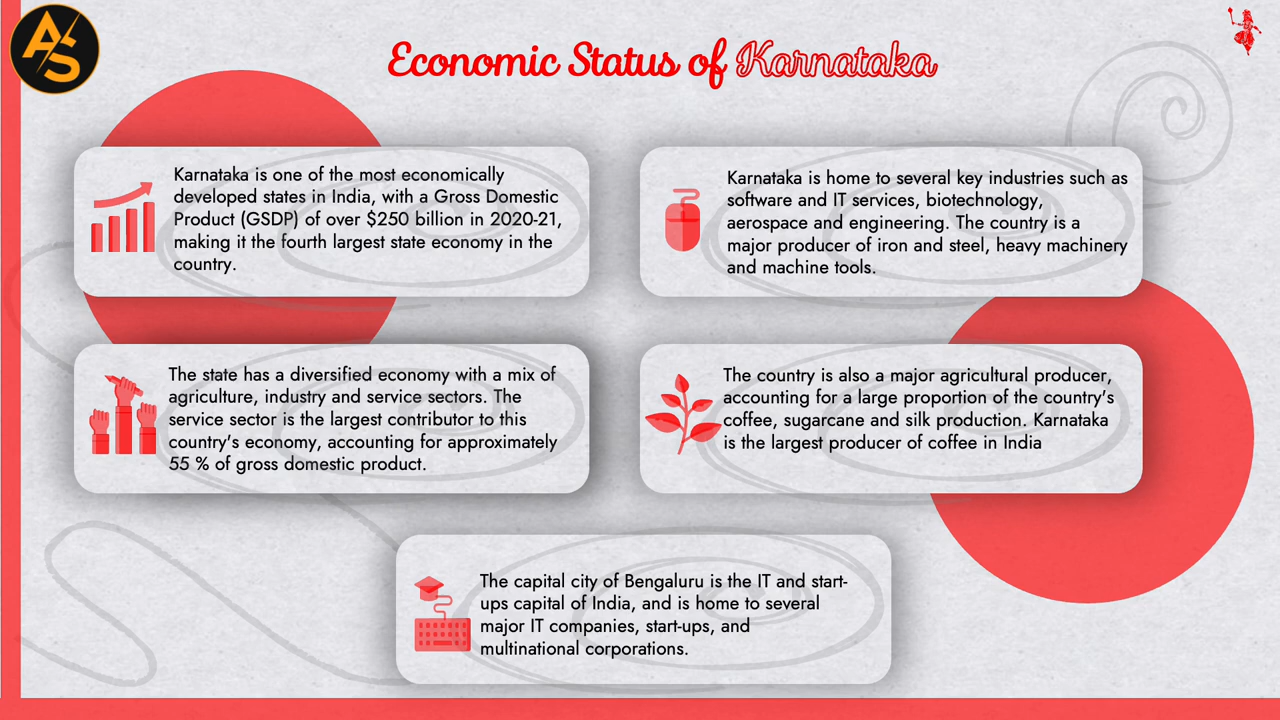 AS
Economic Status of Karnataka
Karnataka is one of the most economically
developed states in India, with a Gross Domestic
Product (GSDP) of over $250 billion in 2020-21,
making it the fourth largest state economy in the
country.
Karnataka is home to several key industries such as
software and IT services, biotechnology,
aerospace and engineering. The country is a
major producer of iron and steel, heavy machinery
and machine tools.
The state has a diversified economy with a mix of
agriculture, industry and service sectors. The
service sector is the largest contributor to this
country's economy, accounting for approximately
55 % of gross domestic product.
The country is also a major agricultural producer,
accounting for a large proportion of the country's
coffee, sugarcane and silk production. Karnataka
is the largest producer of coffee in India
The capital city of Bengaluru is the IT and start-
ups capital of India, and is home to several
major IT companies, start-ups, and
multinational corporations.